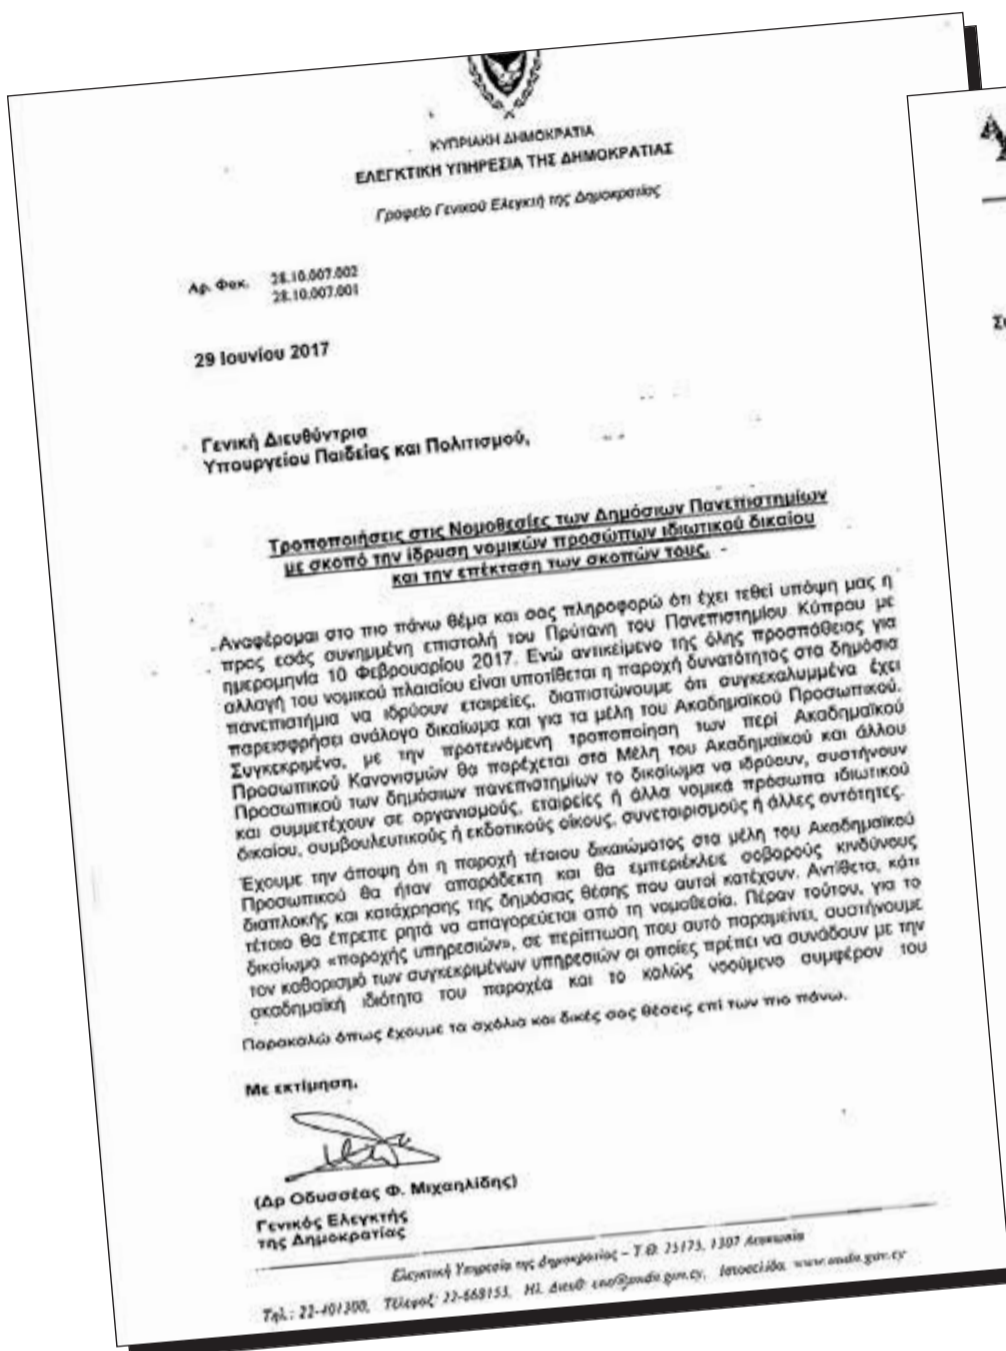 ΚΥΠΡΙΑΚΗ ΔΗΜΟΚΡΑΤΙΑ
ΕΛΕΓΚΤΙΚΗ ΥΠΗΡΕΣΙΑ ΤΗΣ ΔΗΜΟΚΡΑΤΙΑΣ
Γραφείο Γενικού Ελεγκτή της Δημοκρατίας
Αρ. Φακ. 28.10.007.002
28.10.007.001
29 Ιουνίου 2017
Γενική Διευθύντρια
Υπουργείου Παιδείας και Πολιτισμού,
Τροποποιήσεις στις Νομοθεσίες των Δημόσιων Πανεπιστημίων
με σκοπό την ίδρυση νομικών προσώπων ιδιωτικού δικαίου
και την επέκταση των σκοπών τους.
Αναφέρομαι στο πιο πάνω θέμα και σας πληροφορώ ότι έχει τεθεί υπόψη μας η
προς εσάς συνημμένη επιστολή του Πρύτανη του Πανεπιστημίου Κύπρου με
ημερομηνία 10 Φεβρουαρίου 2017. Ενώ αντικείμενο της όλης προσπάθειας για
αλλαγή του νομικού πλαισίου είναι υποτίθεται η παροχή δυνατότητος στα δημόσια
πανεπιστήμια να ιδρύουν εταιρείες, διαπιστώνουμε ότι συγκεκαλυμμένα έχει
παρεισφρήσει ανάλογο δικαίωμα και για τα μέλη του Ακαδημαϊκού Προσωπικού.
Συγκεκριμένα, με την προτεινόμενη τροποποίηση των περί Ακαδημαϊκού
Προσωπικού Κανονισμών θα παρέχεται στα Μέλη του Ακαδημαϊκού και άλλου
Προσωπικού των δημόσιων πανεπιστημίων το δικαίωμα να ιδρύουν, συστήνουν
και συμμετέχουν σε οργανισμούς, εταιρείες ή άλλα νομικά πρόσωπα ιδιωτικού
δικαίου, συμβουλευτικούς ή εκδοτικούς οίκους, συνεταιρισμούς ή άλλες οντότητες.
Έχουμε την άποψη ότι η παροχή τέτοιου δικαιώματος στα μέλη του Ακαδημαϊκού
Προσωπικού θα ήταν απαράδεκτη και θα εμπεριέκλειε σοβαρούς κινδύνους
διαπλοκής και κατάχρησης της δημόσιας θέσης που αυτοί κατέχουν. Αντίθετα, κάτι
τέτοιο θα έπρεπε ρητά να απαγορεύεται από τη νομοθεσία. Πέραν τούτου, για το
δικαίωμα «παροχής υπηρεσιών», σε περίπτωση που αυτό παραμείνει, συστήνουμε
τον καθορισμό των συγκεκριμένων υπηρεσιών οι οποίες πρέπει να συνάδουν με την
ακαδημαϊκή ιδιότητα του παροχέα και το καλώς νοούμενο συμφέρον του
Παρακαλώ όπως έχουμε τα σχόλια και δικές σας θέσεις επί των πιο πάνω.
Με εκτίμηση,
(Δρ Οδυσσέας Φ. Μιχαηλίδης)
Γενικός Ελεγκτής
της Δημοκρατίας
Ελεγκτική Υπηρεσία της Δημοκρατίας – Τ.Θ. 25175, 1307 Λευκωσία
Τηλ.: 22-401300, Τέλεφαξ: 22-668153, Ηλ. Διευθ: Ιστοσελίδα: www.audit.gov.cy